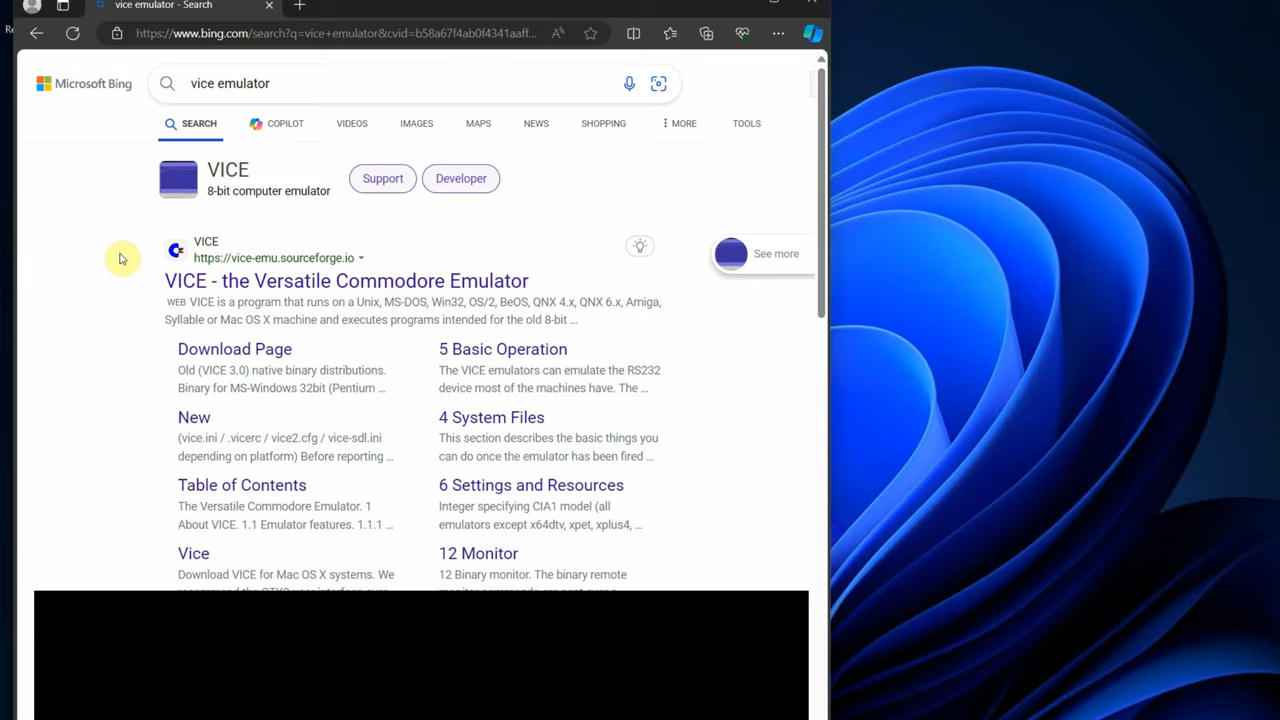 vice emulator - Search
Re
https://www.bing.com/search?q=vice+emulator&cvid=b58a67f4ab0f4341aaff...
Microsoft Bing
vice emulator
SEARCH
COPILOT
VIDEOS
IMAGES
MAPS
NEWS
SHOPPING
MORE
TOOLS
VICE
8-bit computer emulator
Support
Developer
VICE
https://vice-emu.sourceforge.io
See more
VICE - the Versatile Commodore Emulator
WEB VICE is a program that runs on a Unix, MS-DOS, Win32, OS/2, BeOS, QNX 4.x, QNX 6.x, Amiga,
Syllable or Mac OS X machine and executes programs intended for the old 8-bit ...
Download Page
Old (VICE 3.0) native binary distributions.
Binary for MS-Windows 32bit (Pentium ...
5 Basic Operation
The VICE emulators can emulate the RS232
device most of the machines have. The ...
New
(vice.ini / .vicerc / vice2.cfg / vice-sdl.ini
depending on platform) Before reporting ...
4 System Files
This section describes the basic things you
can do once the emulator has been fired ...
Table of Contents
The Versatile Commodore Emulator. 1
About VICE. 1.1 Emulator features. 1.1.1 ...
6 Settings and Resources
Integer specifying CIA1 model (all
emulators except x64dtv, xpet, xplus4, ...
Vice
Download VICE for Mac OS X systems. We
12 Monitor
12 Binary monitor. The binary remote